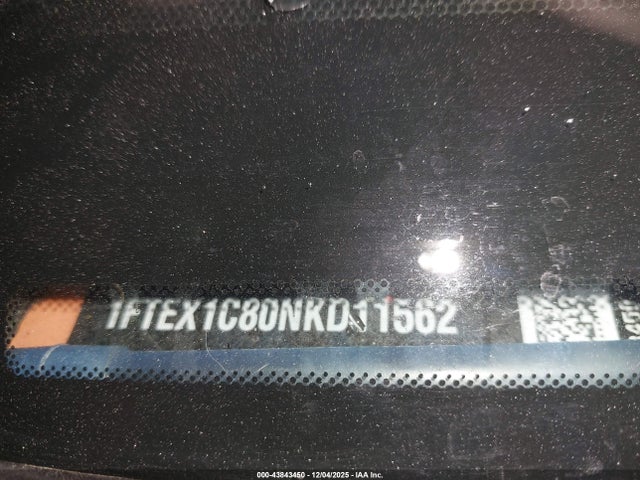 1FTEX1C80NKD11562
000-43843450 - 12/04/2025 - IAA Inc.